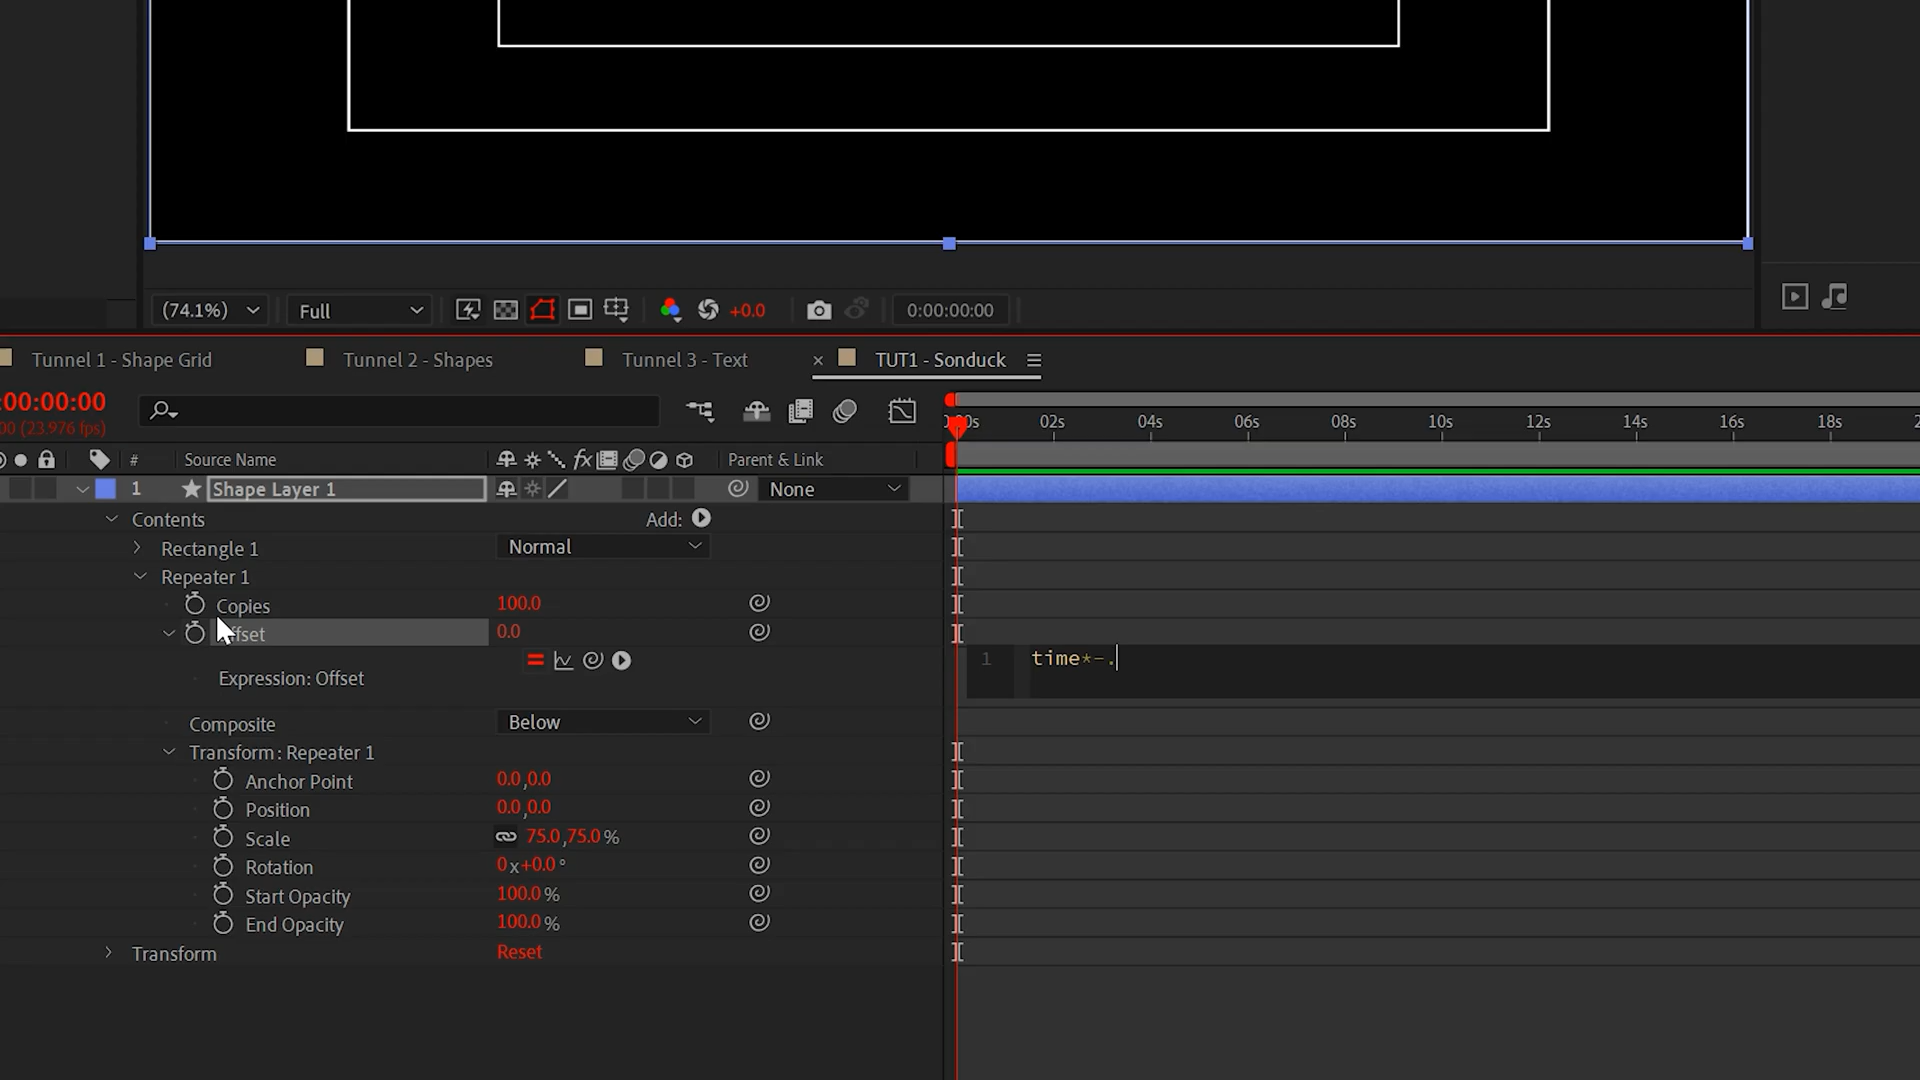 (74.1%) Full +0.0 0:00:00:00
Tunnel 1 - Shape Grid Tunnel 2 - Shapes Tunnel 3 - Text × TUT1 - Sonduck
:00:00:00
00 (23.976 fps)
02s 04s 06s 08s 10s 12s 14s 16s 18s
# Source Name fx Parent & Link
1 Shape Layer 1 None
Contents Add:
Rectangle 1 Normal
Repeater 1
Copies 100.0
ffset 0.0
1 time*-.
Expression: Offset
Composite Below
Transform: Repeater 1
Anchor Point 0.0,0.0
Position 0.0,0.0
Scale 75.0,75.0%
Rotation 0x+0.0°
Start Opacity 100.0%
End Opacity 100.0%
Transform Reset